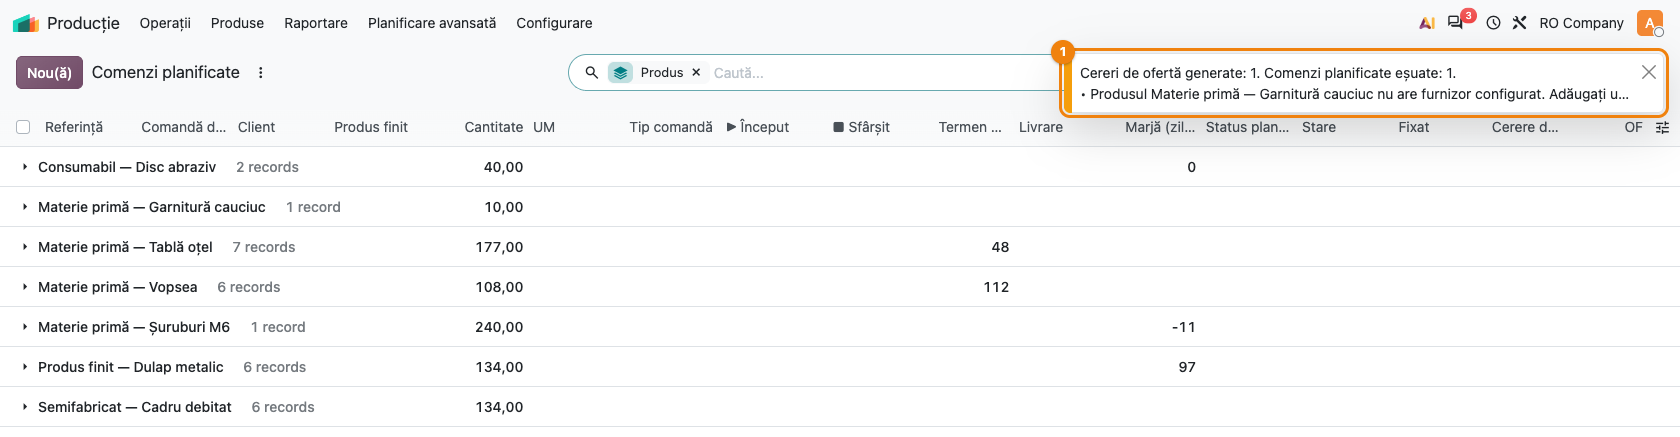 Producție Operații Produse Raportare Planificare avansată Configurare AI 3 RO Company A
Nou(ă) Comenzi planificate Produs Caută...
1
Cereri de ofertă generate: 1. Comenzi planificate eșuate: 1.
• Produsul Materie primă — Garnitură cauciuc nu are furnizor configurat. Adăugați u...
Referință Comandă d... Client Produs finit Cantitate UM Tip comandă Început Sfârșit Termen ... Livrare Marjă (zil... Status plan... Stare Fixat Cerere d... OF
Consumabil — Disc abraziv 2 records 40,00 0
Materie primă — Garnitură cauciuc 1 record 10,00
Materie primă — Tablă oțel 7 records 177,00 48
Materie primă — Vopsea 6 records 108,00 112
Materie primă — Șuruburi M6 1 record 240,00 -11
Produs finit — Dulap metalic 6 records 134,00 97
Semifabricat — Cadru debitat 6 records 134,00